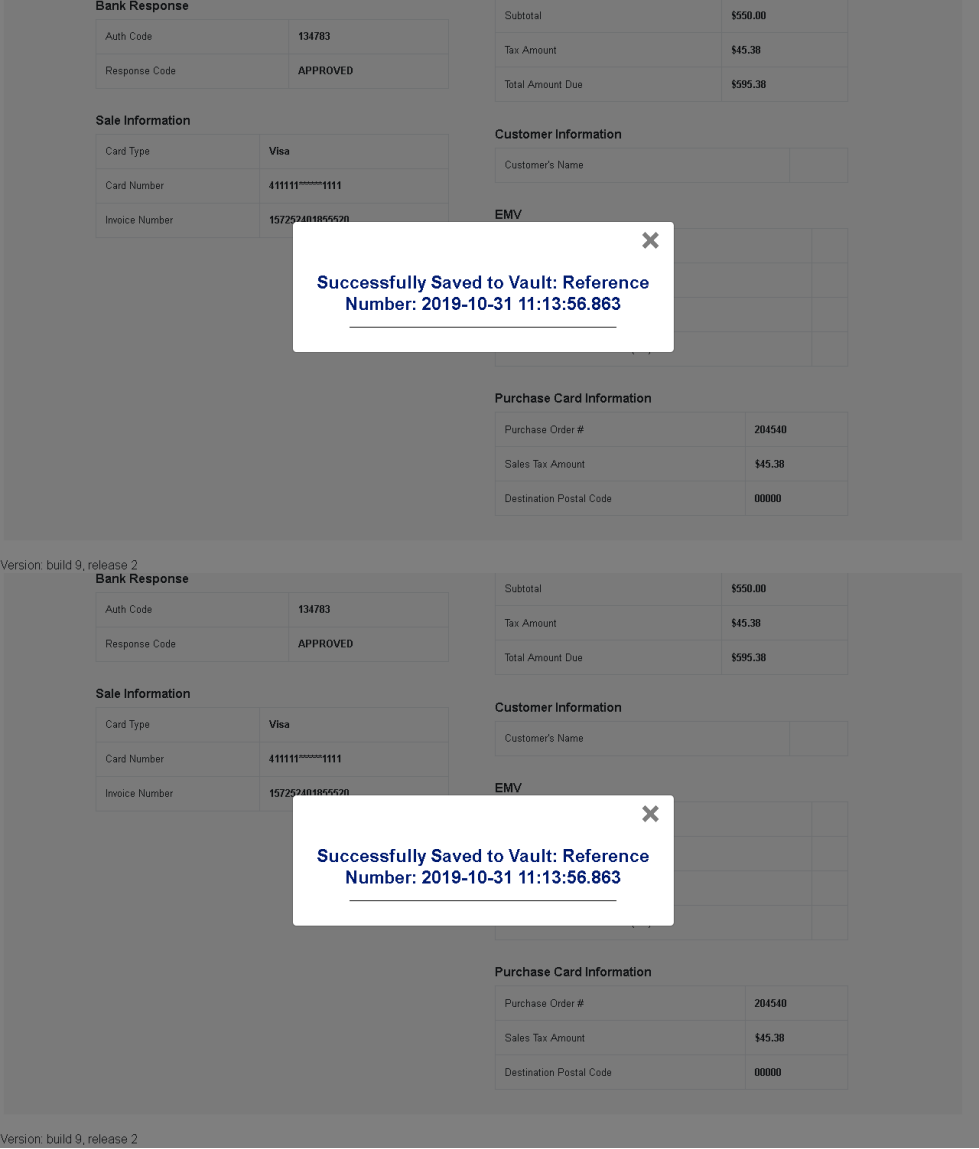 Bank Response
Auth Code 134783
Response Code APPROVED
Sale Information
Card Type Visa
Card Number 411111******1111
Invoice Number 157252401855520
Subtotal $550.00
Tax Amount $45.38
Total Amount Due $595.38
Customer Information
Customer's Name
EMV
Successfully Saved to Vault: Reference
Number: 2019-10-31 11:13:56.863
Purchase Card Information
Purchase Order # 204540
Sales Tax Amount $45.38
Destination Postal Code 00000
Version: build 9, release 2
Bank Response
Auth Code 134783
Response Code APPROVED
Sale Information
Card Type Visa
Card Number 411111******1111
Invoice Number 157252401855520
Subtotal $550.00
Tax Amount $45.38
Total Amount Due $595.38
Customer Information
Customer's Name
EMV
Successfully Saved to Vault: Reference
Number: 2019-10-31 11:13:56.863
Purchase Card Information
Purchase Order # 204540
Sales Tax Amount $45.38
Destination Postal Code 00000
Version: build 9, release 2